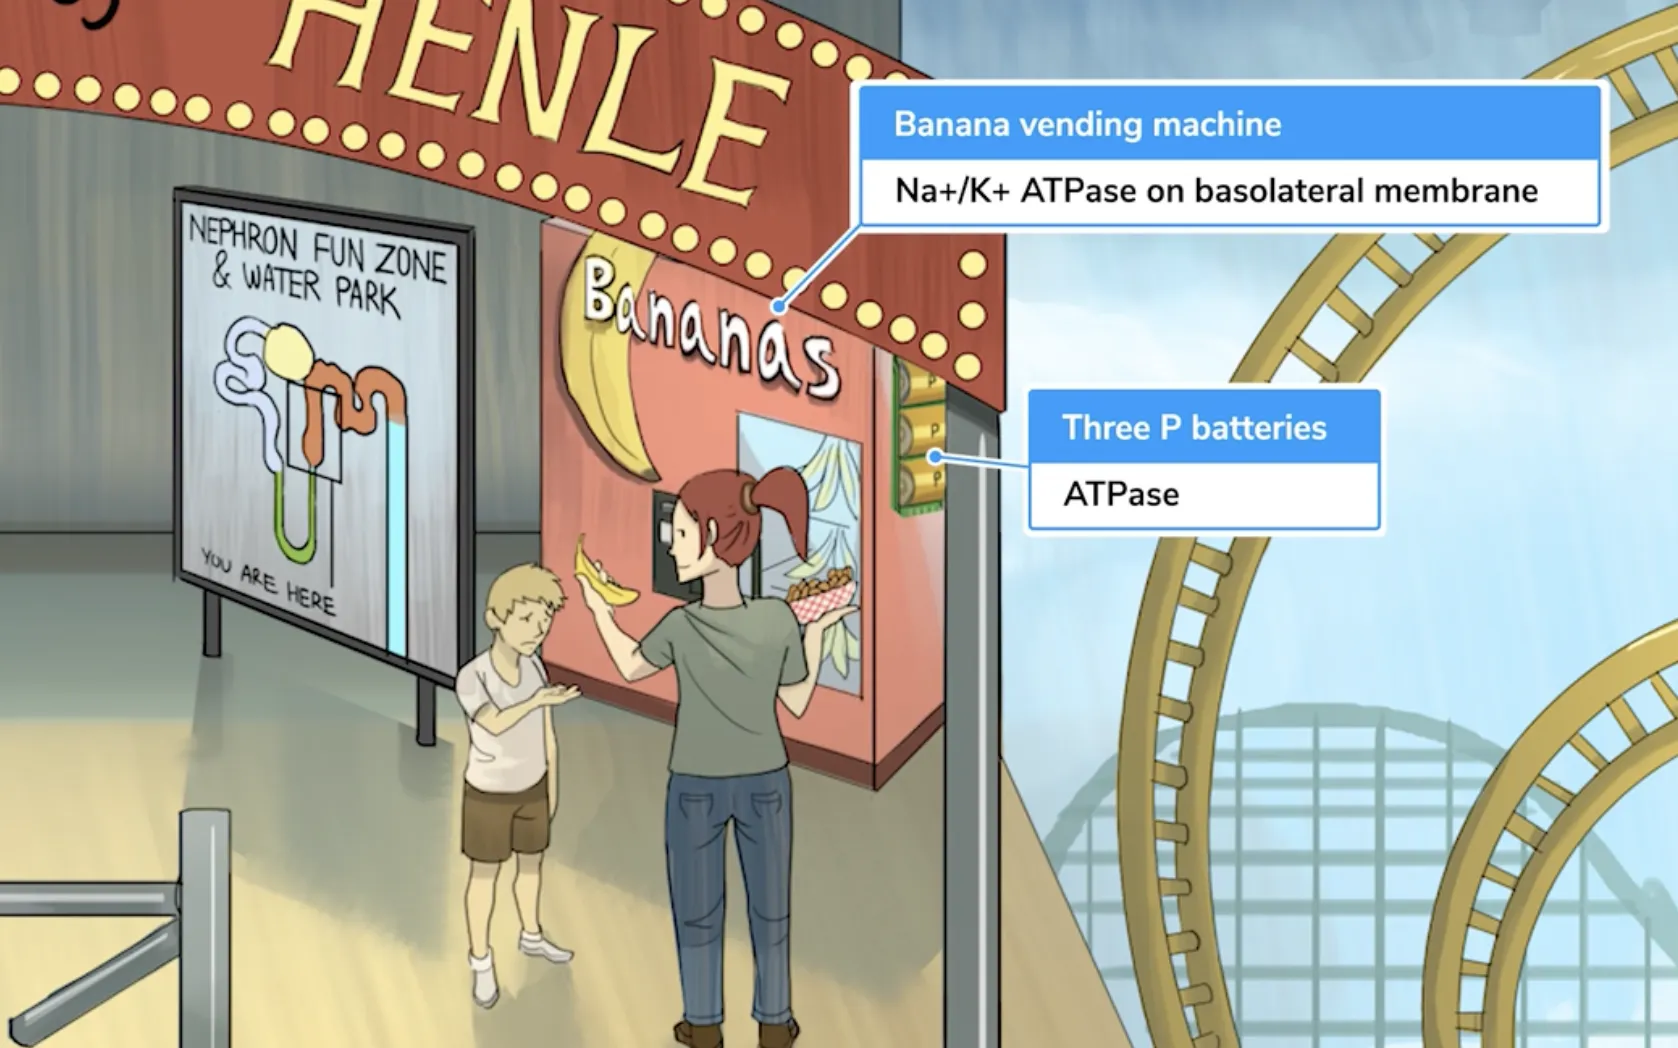 HENLE
Banana vending machine
Na+/K+ ATPase on basolateral membrane
NEPHRON FUN ZONE
& WATER PARK
Bananas
P
P
P
Three P batteries
ATPase
YOU ARE HERE